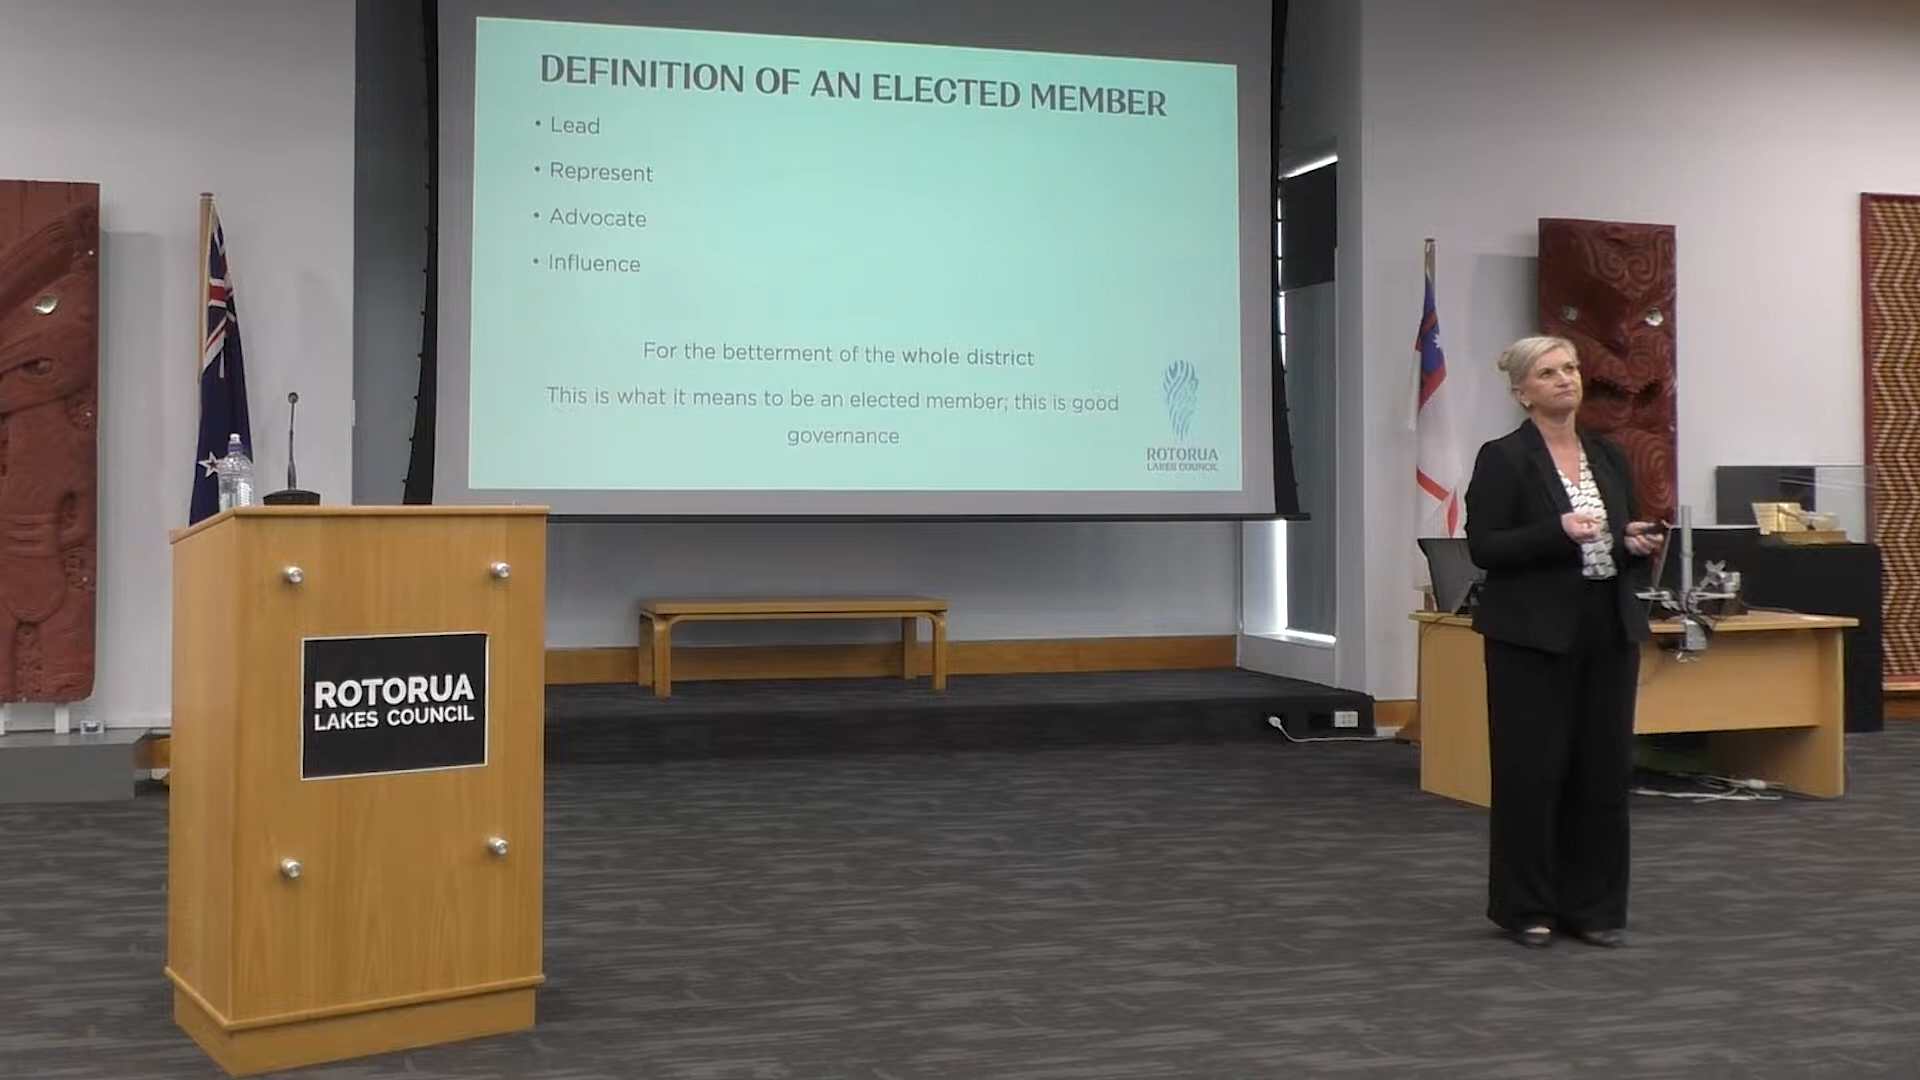 DEFINITION OF AN ELECTED MEMBER
• Lead
• Represent
• Advocate
• Influence
For the betterment of the whole district
This is what it means to be an elected member; this is good
governance
ROTORUA
LAKES COUNCIL
ROTORUA
LAKES COUNCIL